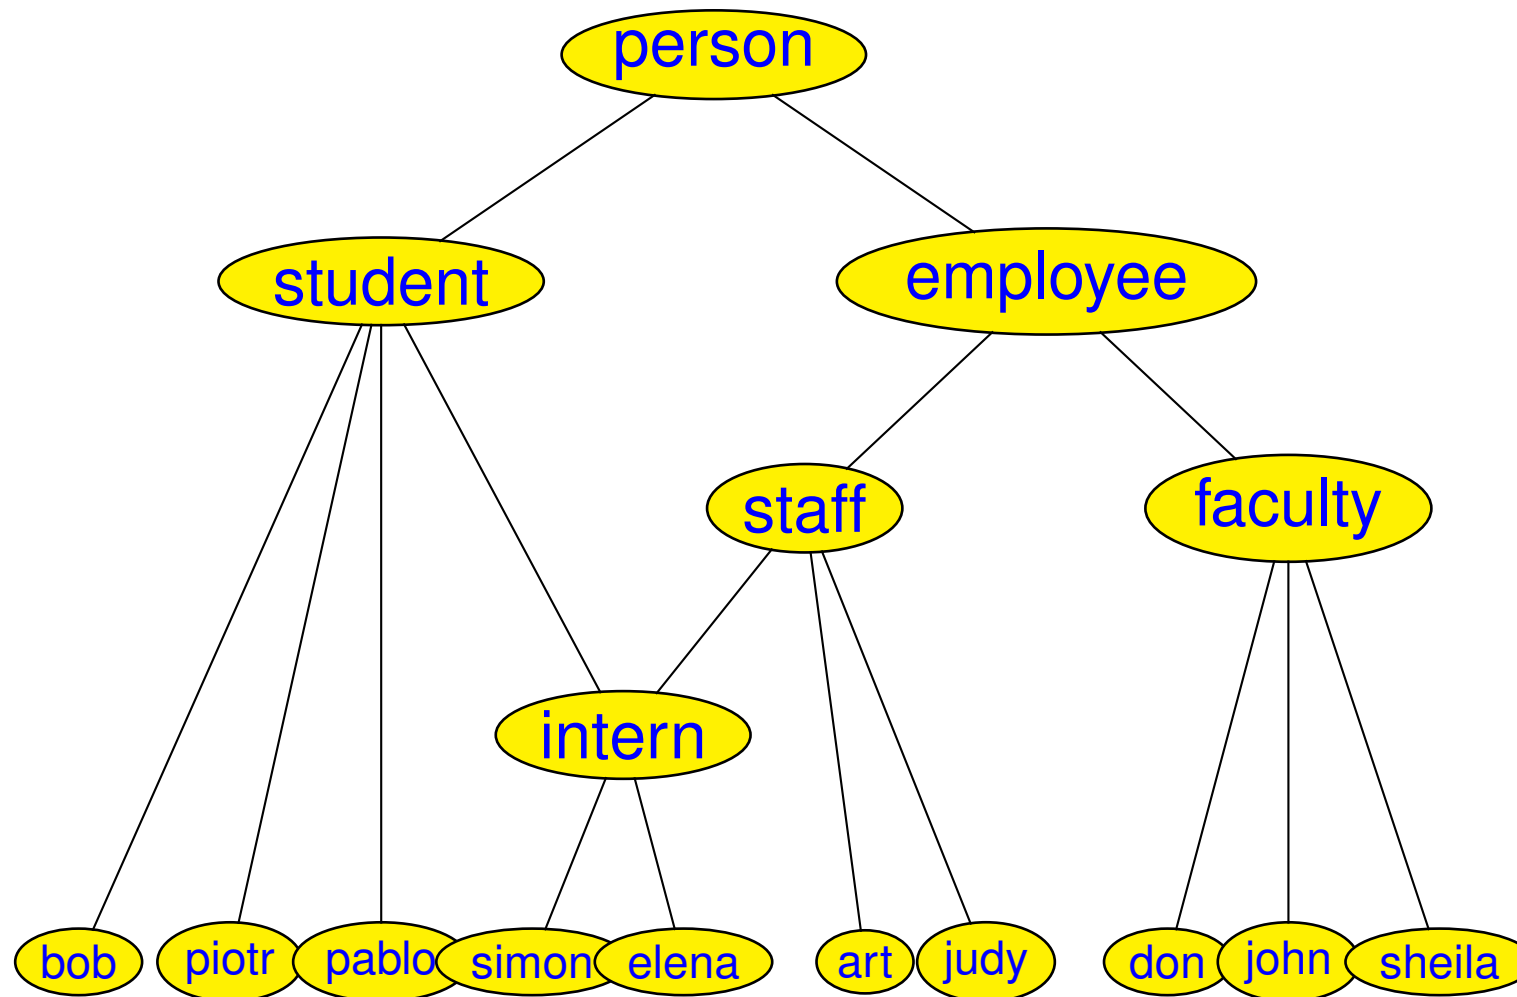 person
student
employee
staff
faculty
intern
bob
piotr
pablo
simon
elena
art
judy
don
john
sheila